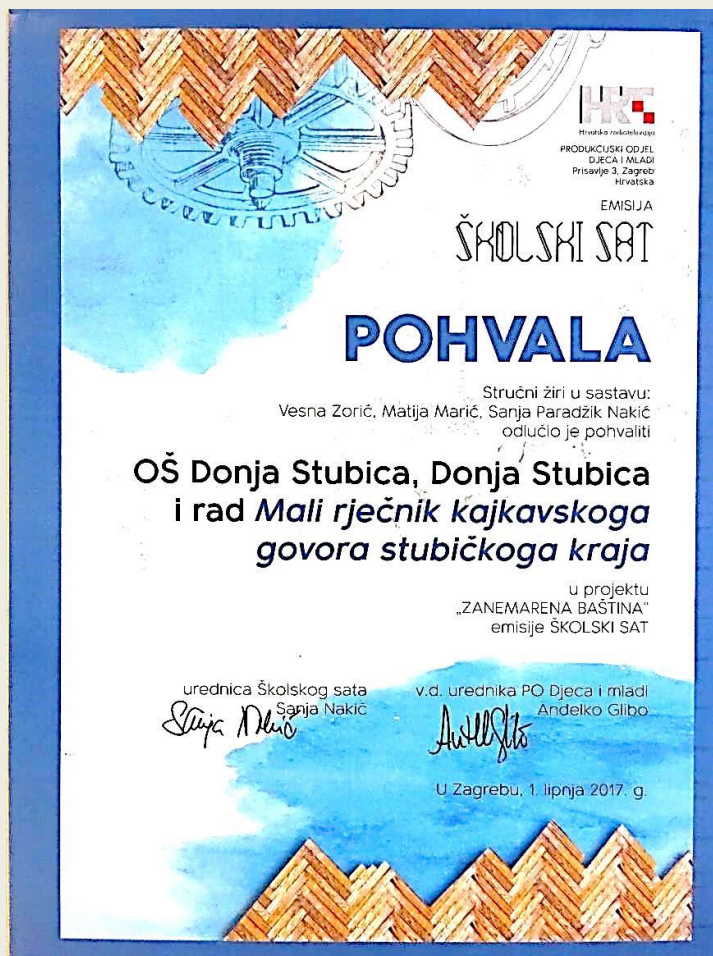 HRT
Hrvatska radiotelevizija
PRODUKCIJSKI ODJEL
DJECA I MLADI
Prisavlje 3, Zagreb
Hrvatska
EMISIJA
ŠKOLSKI SAT
POHVALA
Stručni žiri u sastavu:
Vesna Zorić, Matija Marić, Sanja Paradžik Nakić
odlučio je pohvaliti
OŠ Donja Stubica, Donja Stubica
i rad Mali rječnik kajkavskoga
govora stubičkoga kraja
u projektu
„ZANEMARENA BAŠTINA"
emisije ŠKOLSKI SAT
urednica Školskog sata
Sanja Nakić
v.d. urednika PO Djeca i mladi
Anđelko Glibo
U Zagrebu, 1. lipnja 2017. g.